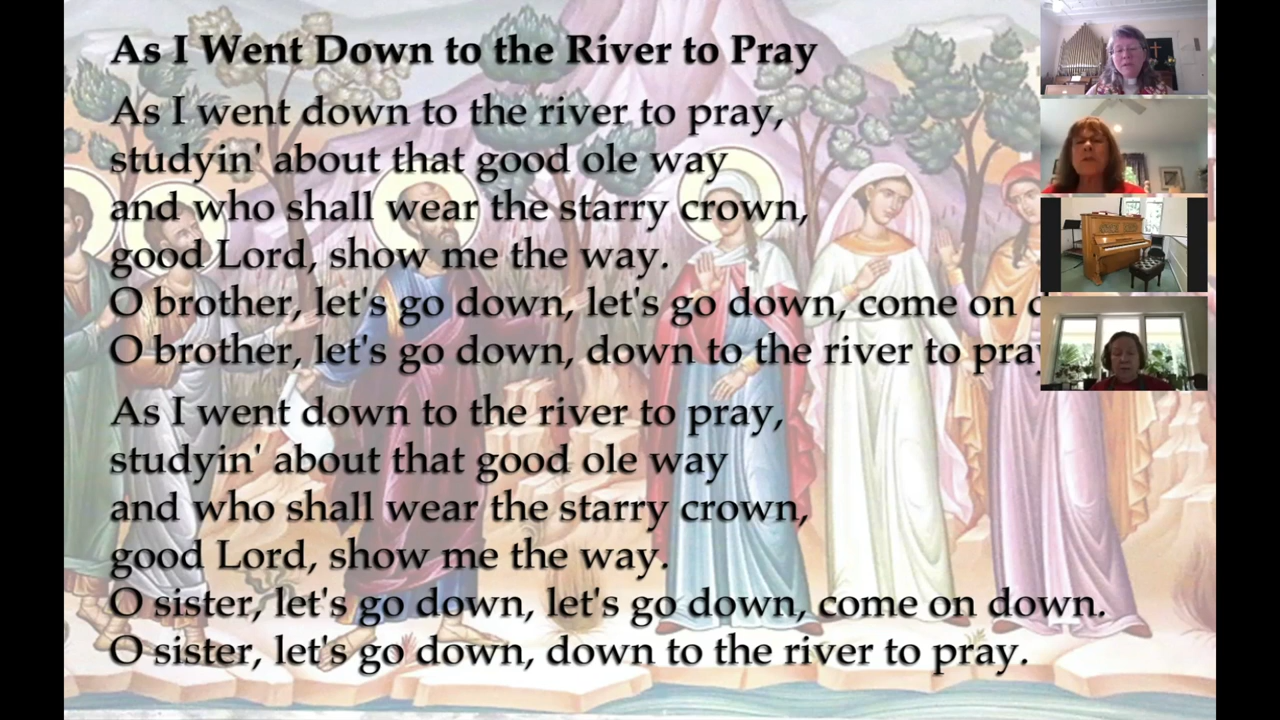 As I Went Down to the River to Pray
As I went down to the river to pray,
studyin' about that good ole way
and who shall wear the starry crown,
good Lord, show me the way.
O brother, let's go down, let's go down, come on
O brother, let's go down, down to the river to
As I went down to the river to pray,
studyin' about that good ole way
and who shall wear the starry crown,
good Lord, show me the way.
O sister, let's go down, let's go down, come on down.
O sister, let's go down, down to the river to pray.